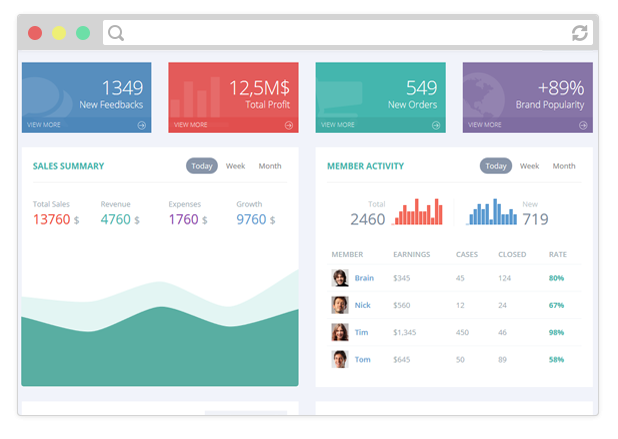 1349
New Feedbacks
VIEW MORE
12,5M$
Total Profit
VIEW MORE
549
New Orders
VIEW MORE
+89%
Brand Popularity
VIEW MORE
SALES SUMMARY
Today Week Month
Total Sales Revenue Expenses Growth
13760 $ 4760 $ 1760 $ 9760 $
MEMBER ACTIVITY
Today Week Month
Total New
2460 719
MEMBER EARNINGS CASES CLOSED RATE
Brain $345 45 124 80%
Nick $560 12 24 67%
Tim $1,345 450 46 98%
Tom $645 50 89 58%